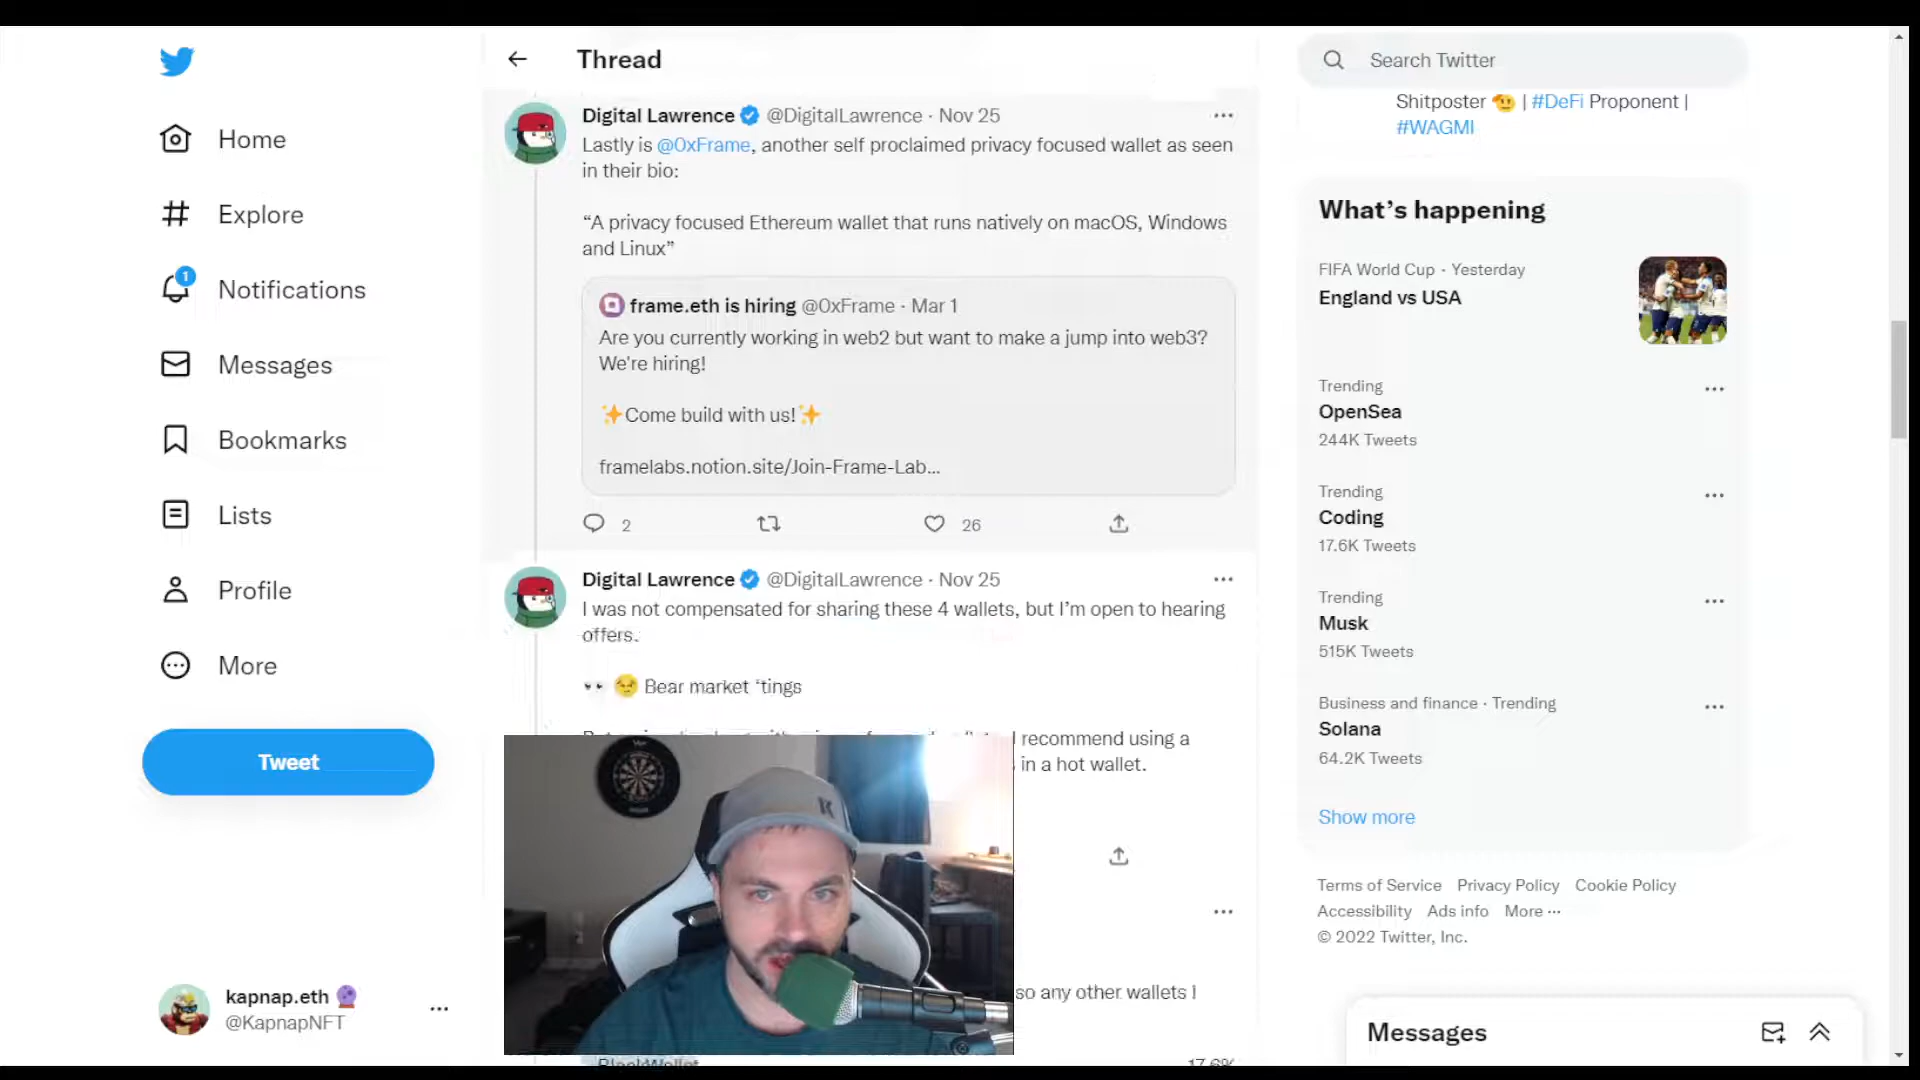 Thread
Search Twitter
Home
Explore
1
Notifications
Messages
Bookmarks
Lists
Profile
More
Tweet
kapnap.eth
@KapnapNFT
Digital Lawrence @DigitalLawrence · Nov 25
Lastly is @0xFrame, another self proclaimed privacy focused wallet as seen
in their bio:
“A privacy focused Ethereum wallet that runs natively on macOS, Windows
and Linux”
frame.eth is hiring @0xFrame · Mar 1
Are you currently working in web2 but want to make a jump into web3?
We're hiring!
✨Come build with us!✨
framelabs.notion.site/Join-Frame-Lab...
2
26
Digital Lawrence @DigitalLawrence · Nov 25
I was not compensated for sharing these 4 wallets, but I’m open to hearing
offers.
👀 Bear market ‘tings
I recommend using a
in a hot wallet.
so any other wallets I
BlockWallet
17.6%
Shitposter 🫡 | #DeFi Proponent |
#WAGMI
What’s happening
FIFA World Cup · Yesterday
England vs USA
Trending
OpenSea
244K Tweets
Trending
Coding
17.6K Tweets
Trending
Musk
515K Tweets
Business and finance · Trending
Solana
64.2K Tweets
Show more
Terms of Service Privacy Policy Cookie Policy
Accessibility Ads info More ···
© 2022 Twitter, Inc.
Messages